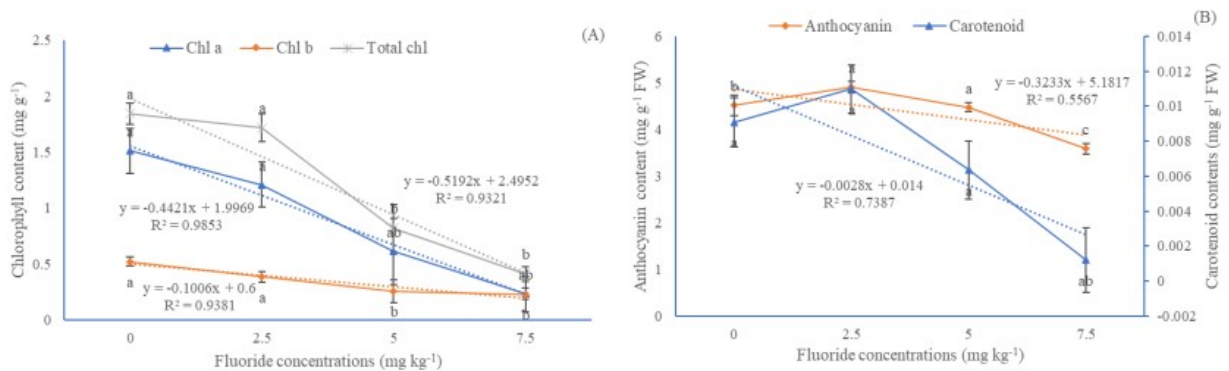 (A)
Chl a
Chl b
Total chl
Chlorophyll content (mg g⁻¹)
2.5
2
1.5
1
0.5
0
a
a
a
a
b
ab
b
ab
a
a
b
b
y = -0.5192x + 2.4952
R² = 0.9321
y = -0.4421x + 1.9969
R² = 0.9853
y = -0.1006x + 0.6
R² = 0.9381
0 2.5 5 7.5
Fluoride concentrations (mg kg⁻¹)
(B)
Anthocyanin
Carotenoid
Anthocyanin content (mg g⁻¹ FW)
6
5
4
3
2
1
0
b
a
a
c
a
a
ab
y = -0.3233x + 5.1817
R² = 0.5567
y = -0.0028x + 0.014
R² = 0.7387
0.014
0.012
0.01
0.008
0.006
0.004
0.002
0
-0.002
Carotenoid contents (mg g⁻¹ FW)
0 2.5 5 7.5
Fluoride concentrations (mg kg⁻¹)